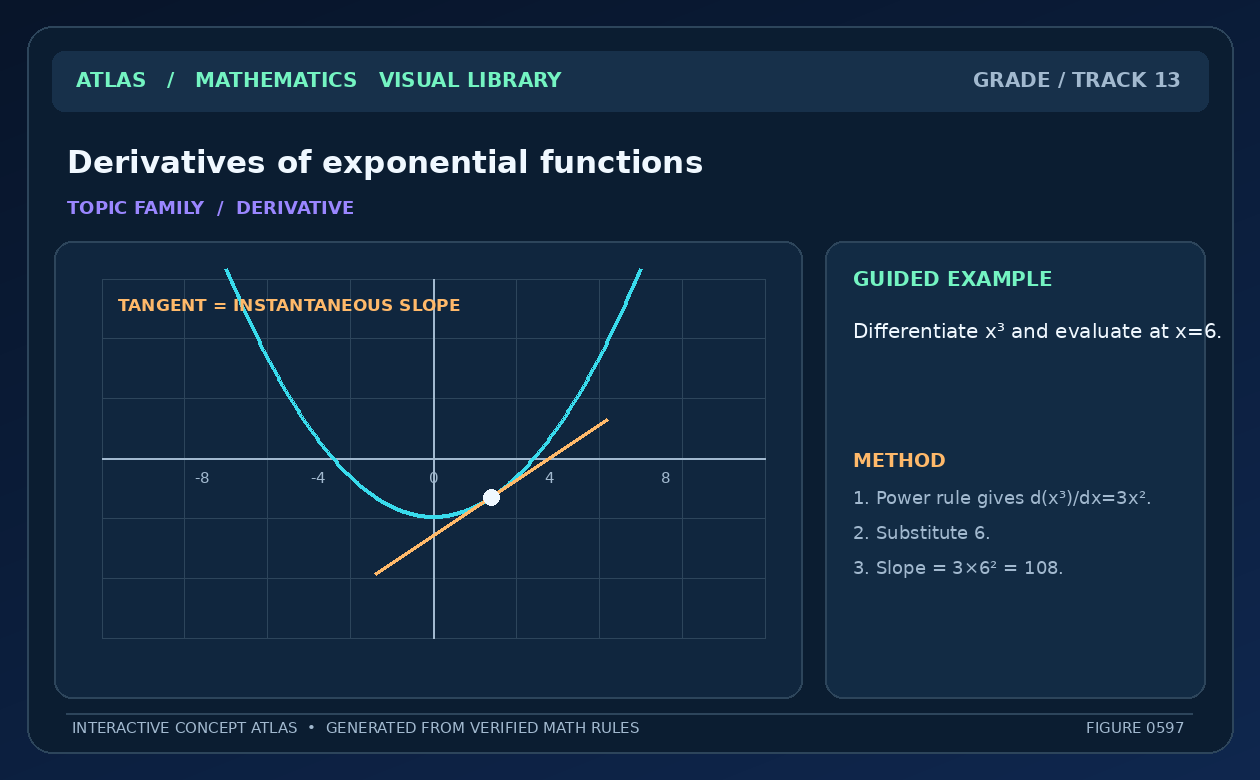 ATLAS / MATHEMATICS VISUAL LIBRARY
GRADE / TRACK 13
Derivatives of exponential functions
TOPIC FAMILY / DERIVATIVE
TANGENT = INSTANTANEOUS SLOPE
-8 -4 0 4 8
GUIDED EXAMPLE
Differentiate x³ and evaluate at x=6.
METHOD
1. Power rule gives d(x³)/dx=3x².
2. Substitute 6.
3. Slope = 3×6² = 108.
INTERACTIVE CONCEPT ATLAS • GENERATED FROM VERIFIED MATH RULES
FIGURE 0597